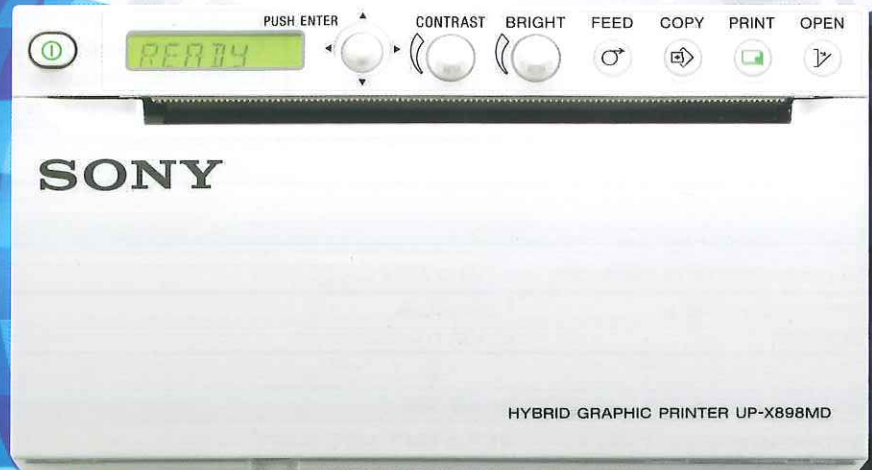 PUSH ENTER CONTRAST BRIGHT FEED COPY PRINT OPEN
READY
SONY
HYBRID GRAPHIC PRINTER UP-X898MD